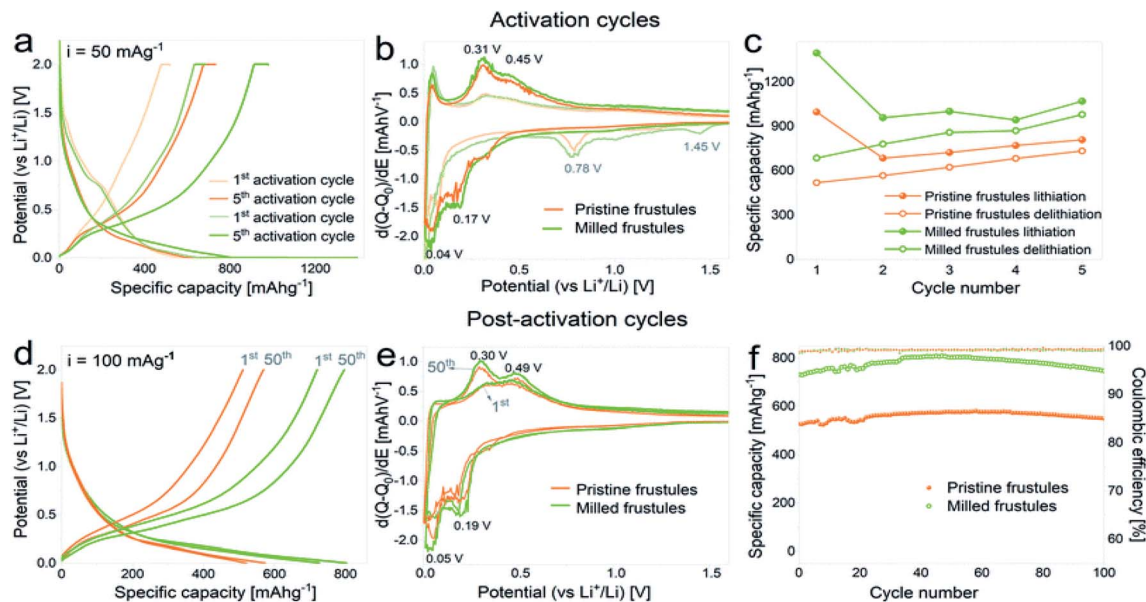 Activation cycles
a
i = 50 mAg-1
Potential (vs Li+/Li) [V]
2.0
1.5
1.0
0.5
0.0
0 400 800 1200
Specific capacity [mAhg-1]
1st activation cycle
5th activation cycle
1st activation cycle
5th activation cycle
b
d(Q-Q0)/dE [mAhV-1]
1.0
0.5
0.0
-0.5
-1.0
-1.5
-2.0
0.31 V
0.45 V
1.45 V
0.78 V
0.17 V
0.04 V
Pristine frustules
Milled frustules
0.0 0.5 1.0 1.5
Potential (vs Li+/Li) [V]
c
Specific capacity [mAhg-1]
1200
900
600
300
0
Pristine frustules lithiation
Pristine frustules delithiation
Milled frustules lithiation
Milled frustules delithiation
1 2 3 4 5
Cycle number
Post-activation cycles
d
i = 100 mAg-1
1st 50th 1st 50th
Potential (vs Li+/Li) [V]
2.0
1.5
1.0
0.5
0.0
0 200 400 600 800
Specific capacity [mAhg-1]
e
d(Q-Q0)/dE [mAhV-1]
1.0
0.5
0.0
-0.5
-1.0
-1.5
-2.0
0.30 V
50th
0.49 V
1st
Pristine frustules
Milled frustules
0.19 V
0.05 V
0.0 0.5 1.0 1.5
Potential (vs Li+/Li) [V]
f
Specific capacity [mAhg-1]
800
600
400
200
0
100
90
80
70
60
Coulombic efficiency [%]
Pristine frustules
Milled frustules
0 20 40 60 80 100
Cycle number